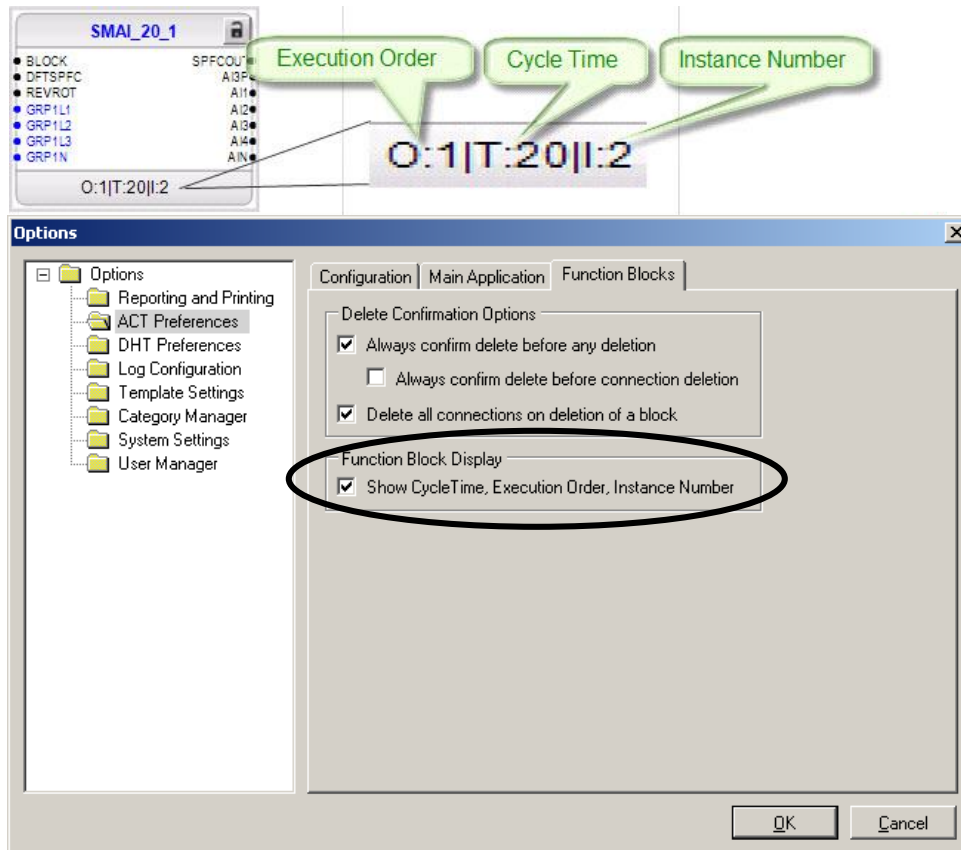 SMAI_20_1
BLOCK SPFCOUT
DFTSPFC AI3P
REVROT AI1
GRP1L1 AI2
GRP1L2 AI3
GRP1L3 AI4
GRP1N AIN
O:1|T:20|I:2
Execution Order
Cycle Time
Instance Number
O:1|T:20|I:2
Options
Options
Reporting and Printing
ACT Preferences
DHT Preferences
Log Configuration
Template Settings
Category Manager
System Settings
User Manager
Configuration Main Application Function Blocks
Delete Confirmation Options
Always confirm delete before any deletion
Always confirm delete before connection deletion
Delete all connections on deletion of a block
Function Block Display
Show CycleTime, Execution Order, Instance Number
OK Cancel